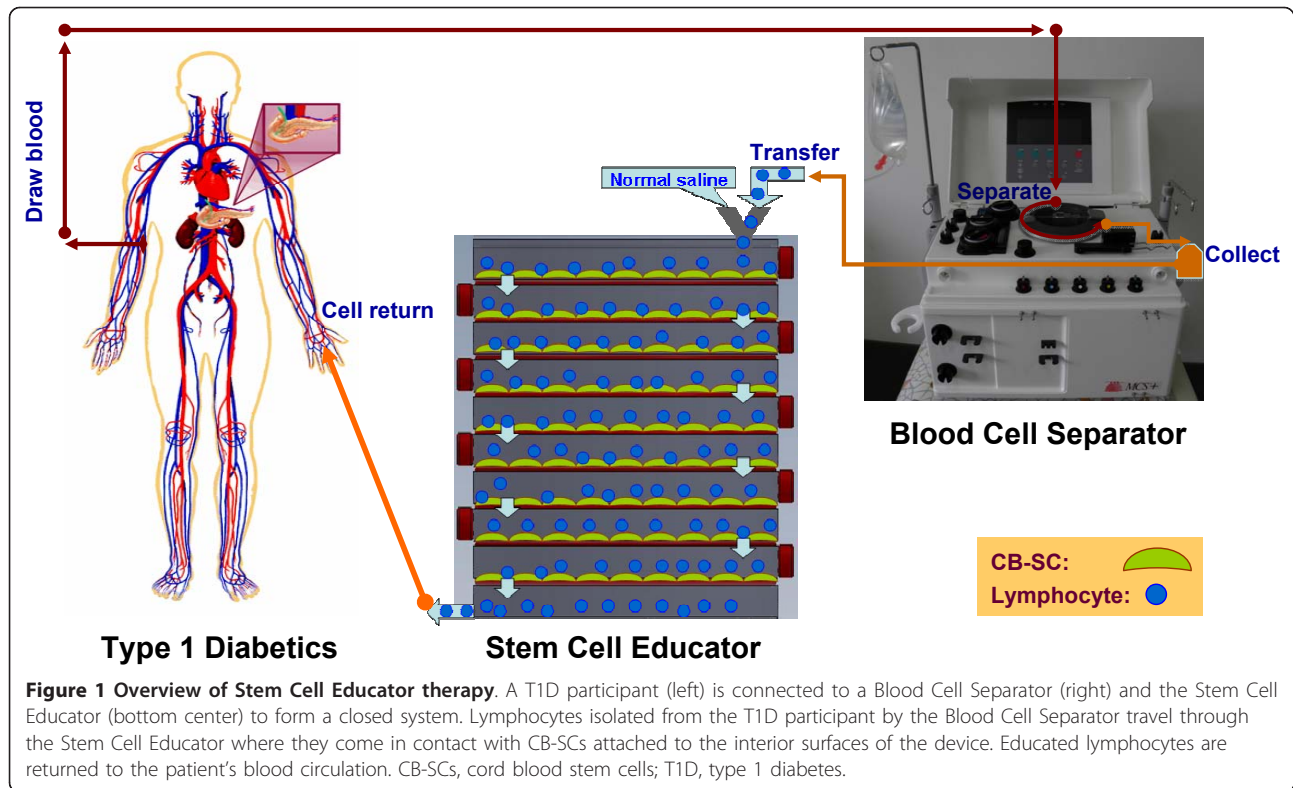 Draw blood
Normal saline
Transfer
Separate
Collect
Cell return
MCS+
Blood Cell Separator
CB-SC:
Lymphocyte:
Type 1 Diabetics
Stem Cell Educator
Figure 1 Overview of Stem Cell Educator therapy. A T1D participant (left) is connected to a Blood Cell Separator (right) and the Stem Cell
Educator (bottom center) to form a closed system. Lymphocytes isolated from the T1D participant by the Blood Cell Separator travel through
the Stem Cell Educator where they come in contact with CB-SCs attached to the interior surfaces of the device. Educated lymphocytes are
returned to the patient's blood circulation. CB-SCs, cord blood stem cells; T1D, type 1 diabetes.